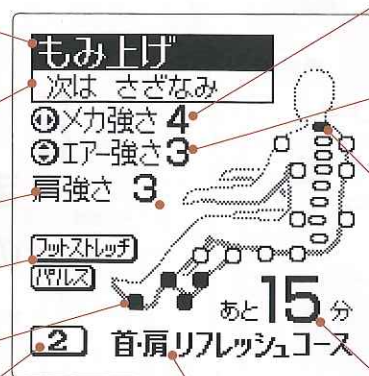 もみ上げ
次は さざなみ
メカ強さ 4
エアー強さ 3
肩強さ 3
フットストレッチ
パルス
あと15分
2 首・肩リフレッシュコース